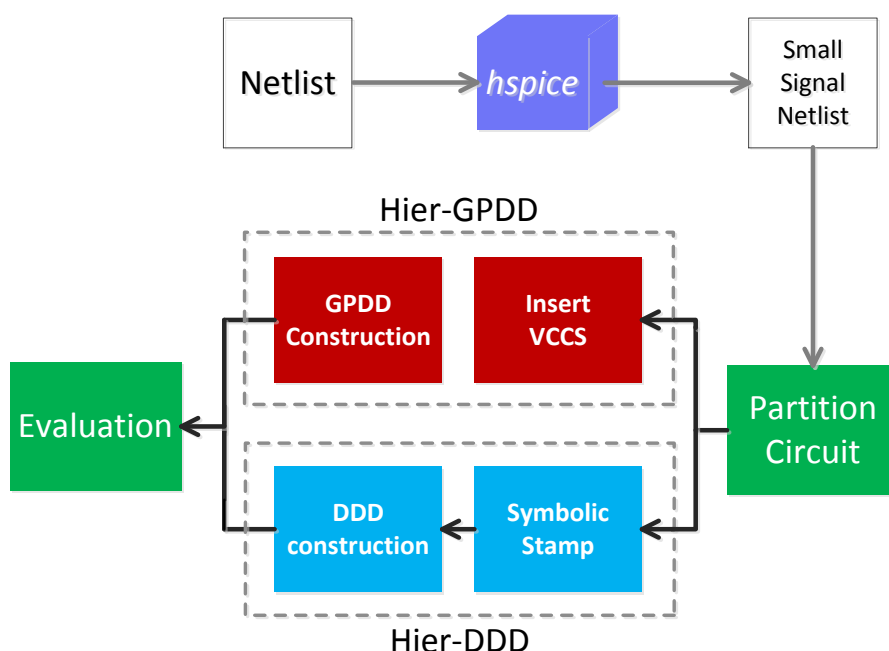 Netlist
hspice
Small
Signal
Netlist
Hier-GPDD
GPDD
Construction
Insert
VCCS
Evaluation
Partition
Circuit
DDD
construction
Symbolic
Stamp
Hier-DDD